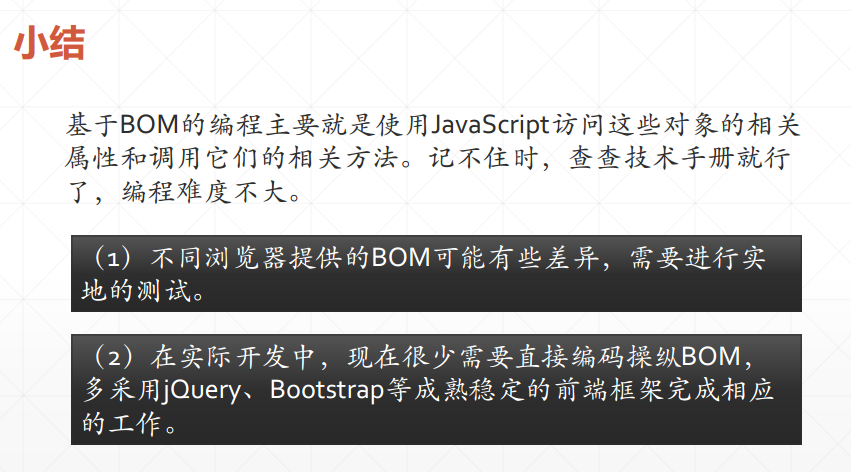 小结
基于BOM的编程主要就是使用JavaScript访问这些对象的相关
属性和调用它们的相关方法。记不住时，查查技术手册就行
了，编程难度不大。
（1）不同浏览器提供的BOM可能有些差异，需要进行实
地的测试。
（2）在实际开发中，现在很少需要直接编码操纵BOM，
多采用jQuery、Bootstrap等成熟稳定的前端框架完成相应
的工作。